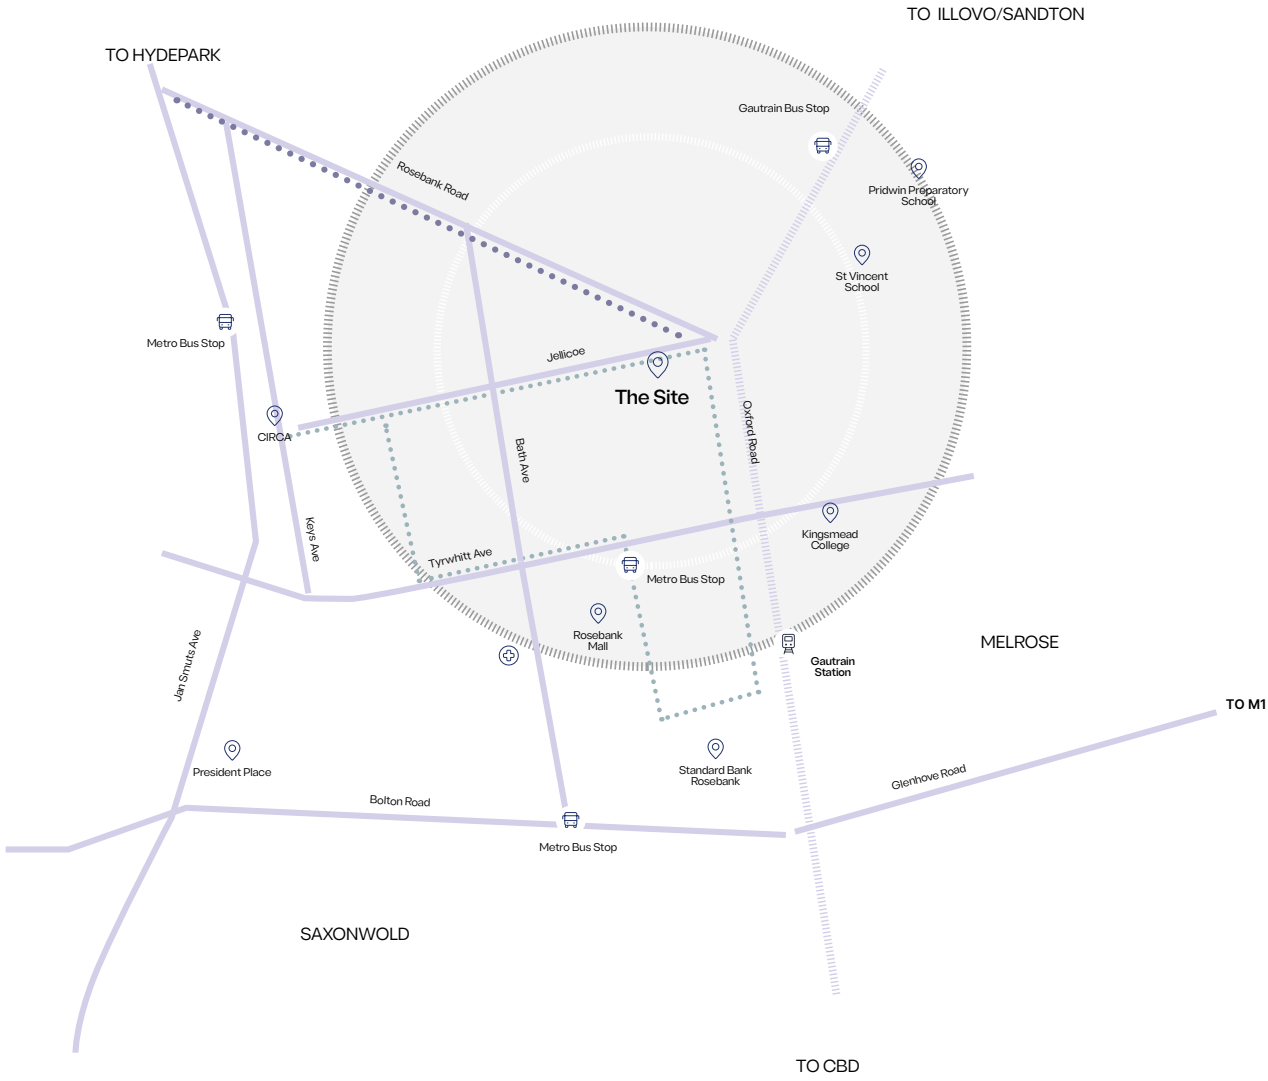 TO ILLOVO/SANDTON
TO HYDEPARK
Gautrain Bus Stop
Rosebank Road
Pridwin Preparatory
School
St Vincent
School
Metro Bus Stop
Jellicoe
The Site
CIRCA
Oxford Road
Bath Ave
Keys Ave
Kingsmead
College
Tyrwhitt Ave
Metro Bus Stop
Rosebank
Mall
Jan Smuts Ave
MELROSE
Gautrain
Station
TO M1
President Place
Standard Bank
Rosebank
Glenhove Road
Bolton Road
Metro Bus Stop
SAXONWOLD
TO CBD